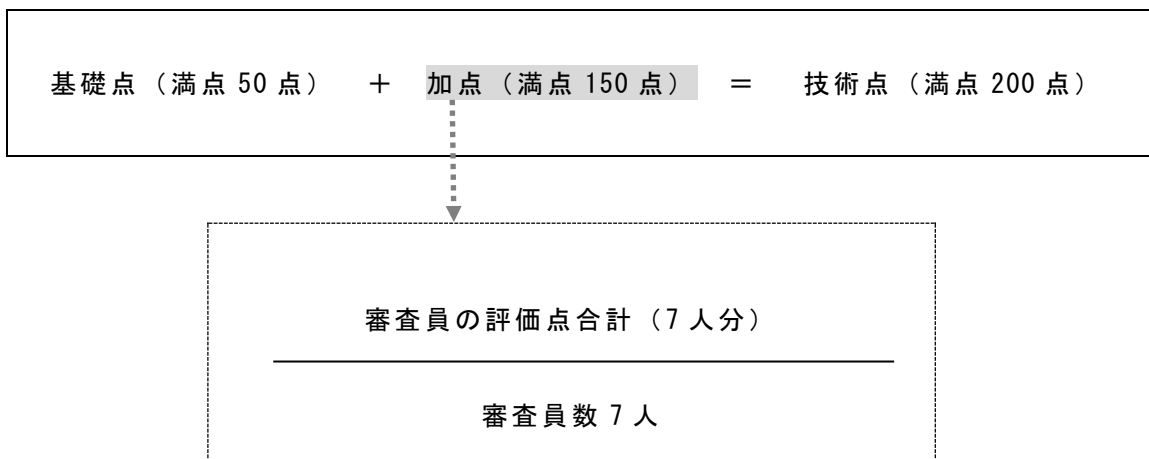 基礎点（満点 50 点） ＋ 加点（満点 150 点） ＝ 技術点（満点 200 点）
審査員の評価点合計（7 人分）
審査員数 7 人